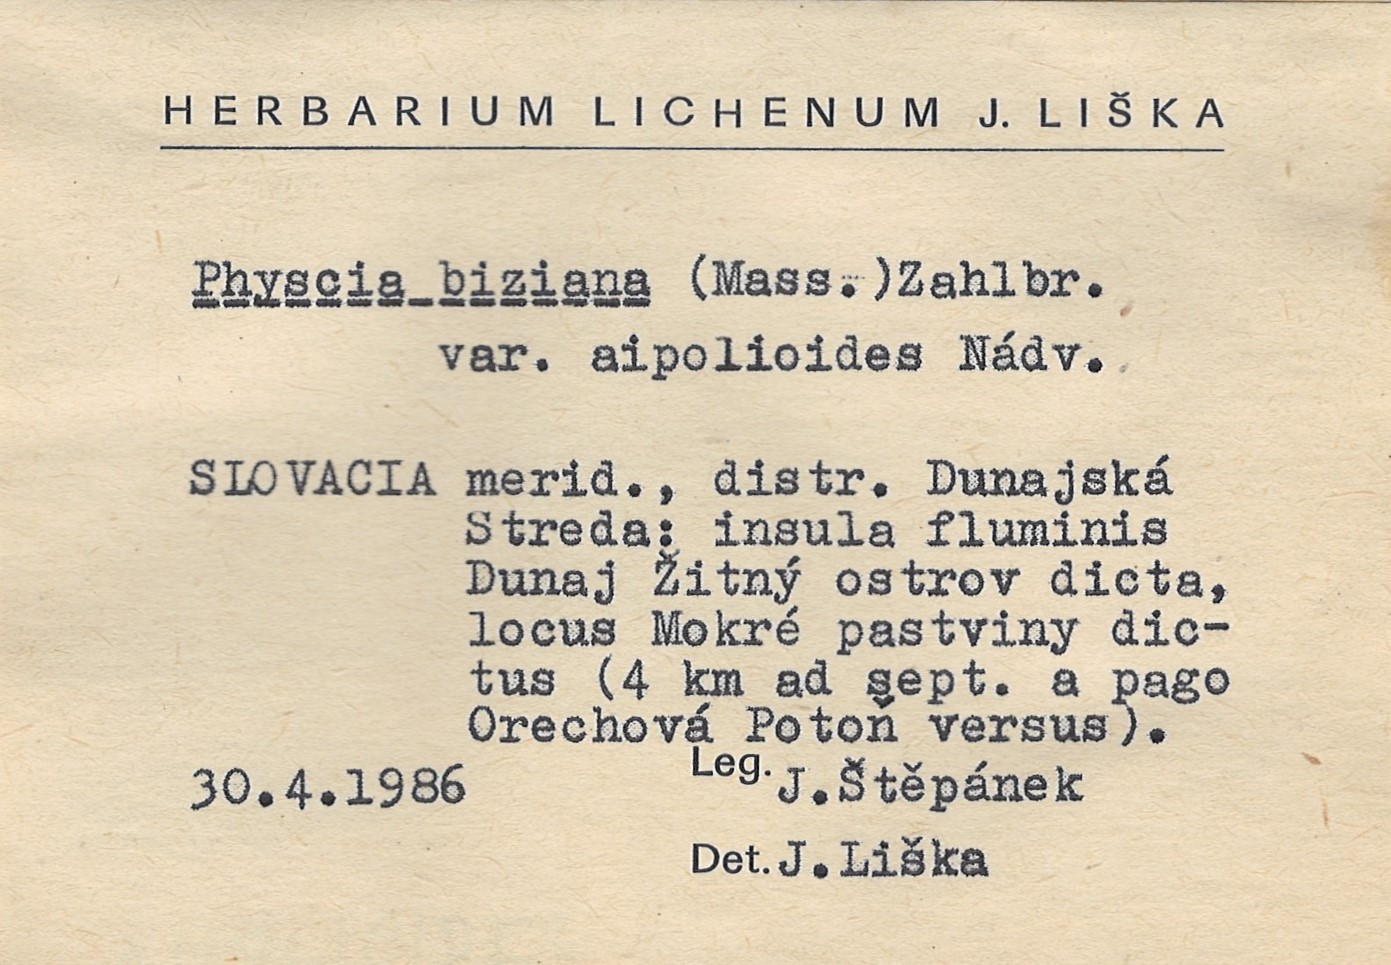 HERBARIUM LICHENUM J. LIŠKA
Physcia biziana (Mass.)Zahlbr.
var. aipolioides Nádv.
SLOVACIA merid., distr. Dunajská
Streda: insula fluminis
Dunaj Žitný ostrov dicta,
locus Mokré pastviny dic-
tus (4 km ad sept. a pago
Orechová Potoň versus).
30.4.1986 Leg. J.Štěpánek
Det. J.Liška